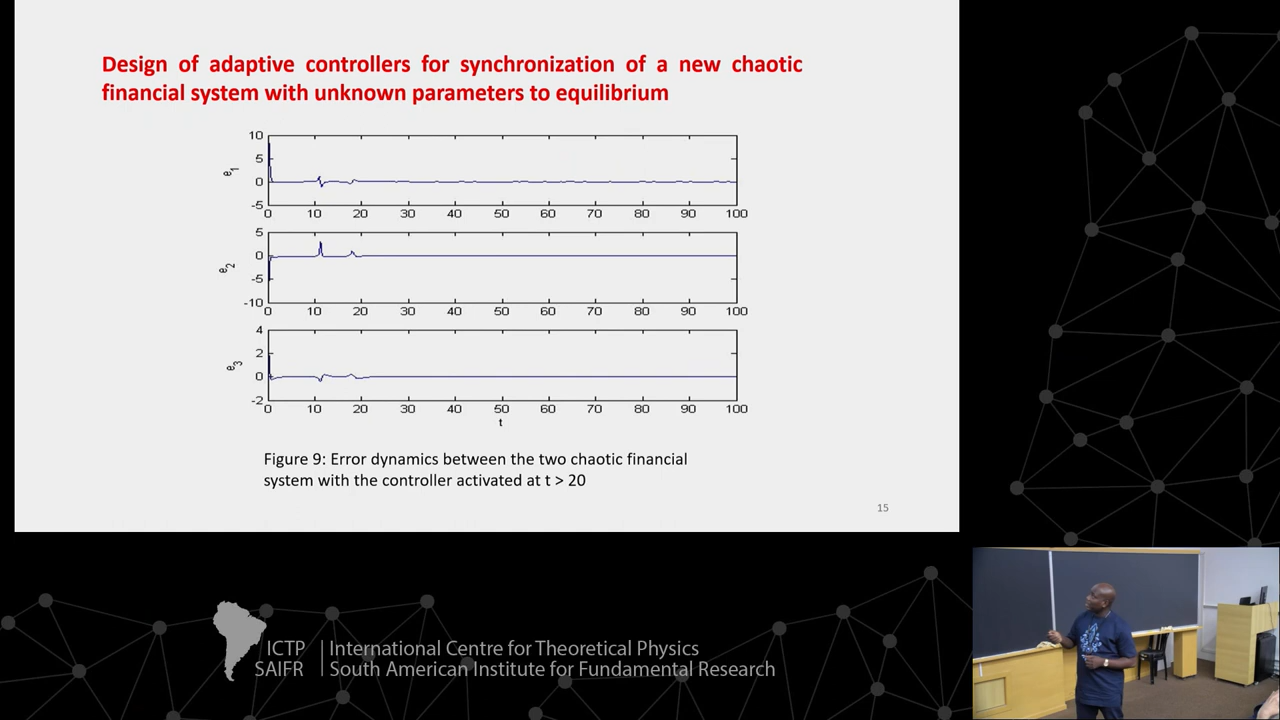 Design of adaptive controllers for synchronization of a new chaotic
financial system with unknown parameters to equilibrium
10
5
0
-5
e1
0 10 20 30 40 50 60 70 80 90 100
5
0
-5
-10
e2
0 10 20 30 40 50 60 70 80 90 100
4
2
0
-2
e3
0 10 20 30 40 50 60 70 80 90 100
t
Figure 9: Error dynamics between the two chaotic financial
system with the controller activated at t > 20
15
ICTP
SAIFR
International Centre for Theoretical Physics
South American Institute for Fundamental Research